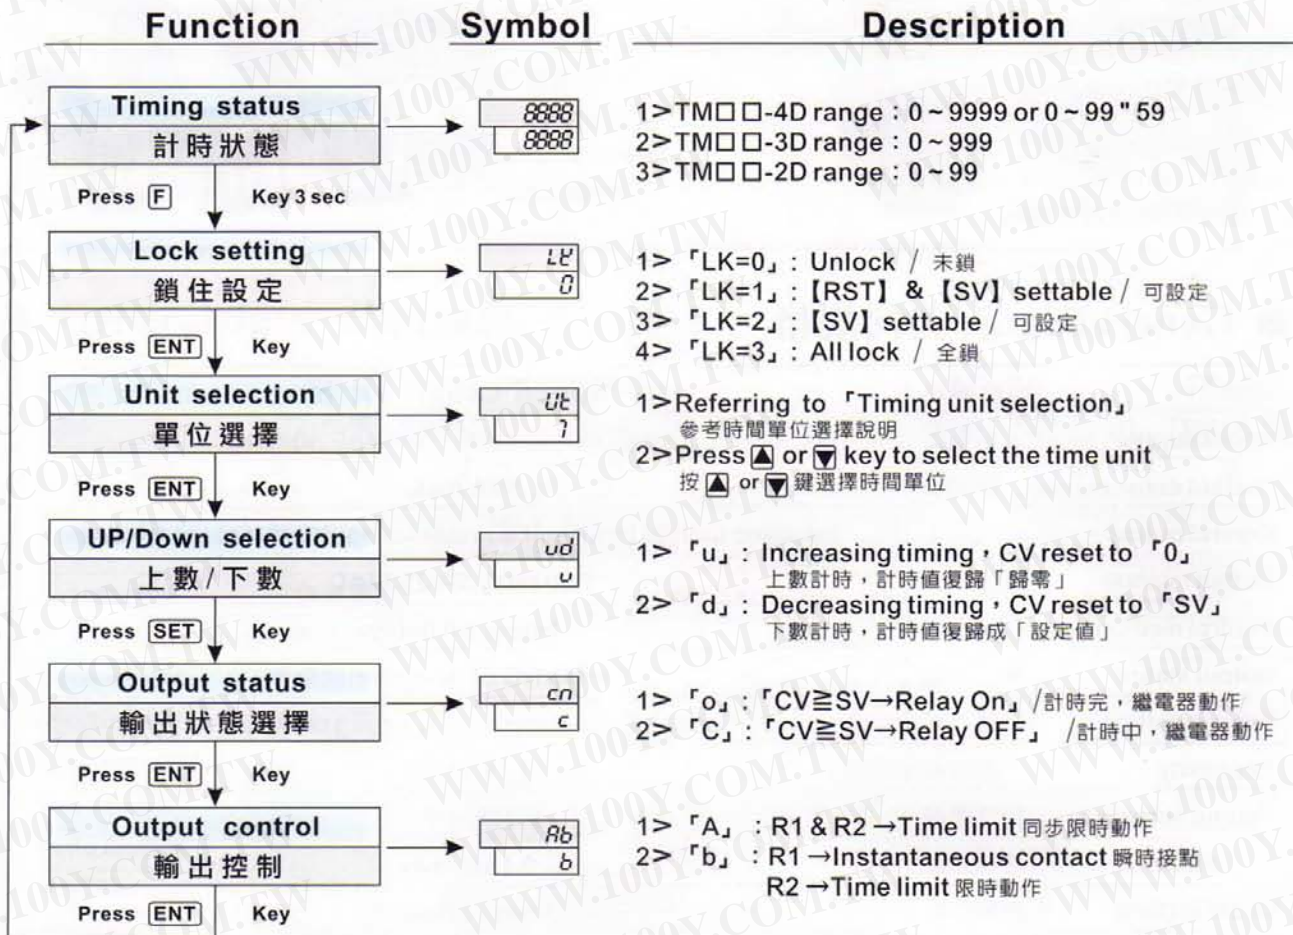 Function Symbol Description
Timing status
計時狀態
8888
8888
1>TM□□-4D range：0~9999 or 0~99"59
2>TM□□-3D range：0~999
3>TM□□-2D range：0~99
Press F Key 3 sec
Lock setting
鎖住設定
LK
0
1>「LK=0」: Unlock / 未鎖
2>「LK=1」:【RST】&【SV】settable / 可設定
3>「LK=2」:【SV】settable / 可設定
4>「LK=3」: All lock / 全鎖
Press ENT Key
Unit selection
單位選擇
Ut
7
1>Referring to「Timing unit selection」
參考時間單位選擇說明
2>Press ▲ or ▼ key to select the time unit
按 ▲ or ▼ 鍵選擇時間單位
Press ENT Key
UP/Down selection
上數/下數
ud
u
1>「u」: Increasing timing，CV reset to「0」
上數計時，計時值復歸「歸零」
2>「d」: Decreasing timing，CV reset to「SV」
下數計時，計時值復歸成「設定值」
Press SET Key
Output status
輸出狀態選擇
cn
c
1>「o」:「CV≧SV→Relay On」/計時完，繼電器動作
2>「C」:「CV≧SV→Relay OFF」 /計時中，繼電器動作
Press ENT Key
Output control
輸出控制
Ab
b
1>「A」: R1 & R2 →Time limit 同步限時動作
2>「b」: R1 →Instantaneous contact 瞬時接點
R2 →Time limit 限時動作
Press ENT Key
WWW.100Y.COM.TW